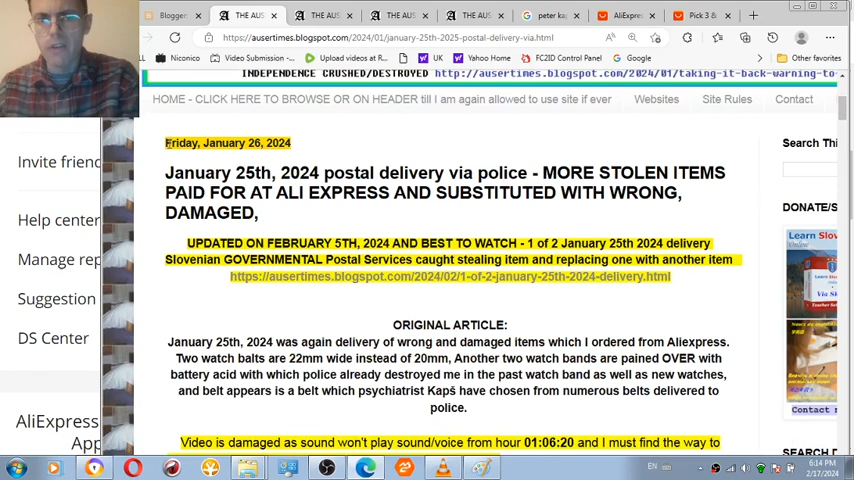 Blogger
THE AUS
THE AUS
THE AUS
THE AUS
peter ka
AliExpres
Pick 3 &
https://ausertimes.blogspot.com/2024/01/january-25th-2025-postal-delivery-via.html
Niconico
Video Submission -
Upload videos at R...
UK
Yahoo Home
FC2ID Control Panel
Google
Other favorites
INDEPENDENCE CRUSHED/DESTROYED http://ausertimes.blogspot.com/2024/01/taking-it-back-warning-to-
HOME - CLICK HERE TO BROWSE OR ON HEADER till I am again allowed to use site if ever
Websites
Site Rules
Contact
Invite friend
Help center
Manage rep
Suggestion
DS Center
AliExpress
App
Friday, January 26, 2024
January 25th, 2024 postal delivery via police - MORE STOLEN ITEMS
PAID FOR AT ALI EXPRESS AND SUBSTITUTED WITH WRONG,
DAMAGED,
UPDATED ON FEBRUARY 5TH, 2024 AND BEST TO WATCH - 1 of 2 January 25th 2024 delivery
Slovenian GOVERNMENTAL Postal Services caught stealing item and replacing one with another item
https://ausertimes.blogspot.com/2024/02/1-of-2-january-25th-2024-delivery.html
ORIGINAL ARTICLE:
January 25th, 2024 was again delivery of wrong and damaged items which I ordered from Aliexpress.
Two watch balts are 22mm wide instead of 20mm, Another two watch bands are pained OVER with
battery acid with which police already destroyed me in the past watch band as well as new watches,
and belt appears is a belt which psychiatrist Kapš have chosen from numerous belts delivered to
police.
Video is damaged as sound won't play sound/voice from hour 01:06:20 and I must find the way to
Search Thi
DONATE/S
Learn Slov
Online
Via Sk
Contact m
SEARCH D
EN
6:14 PM
2/17/2024